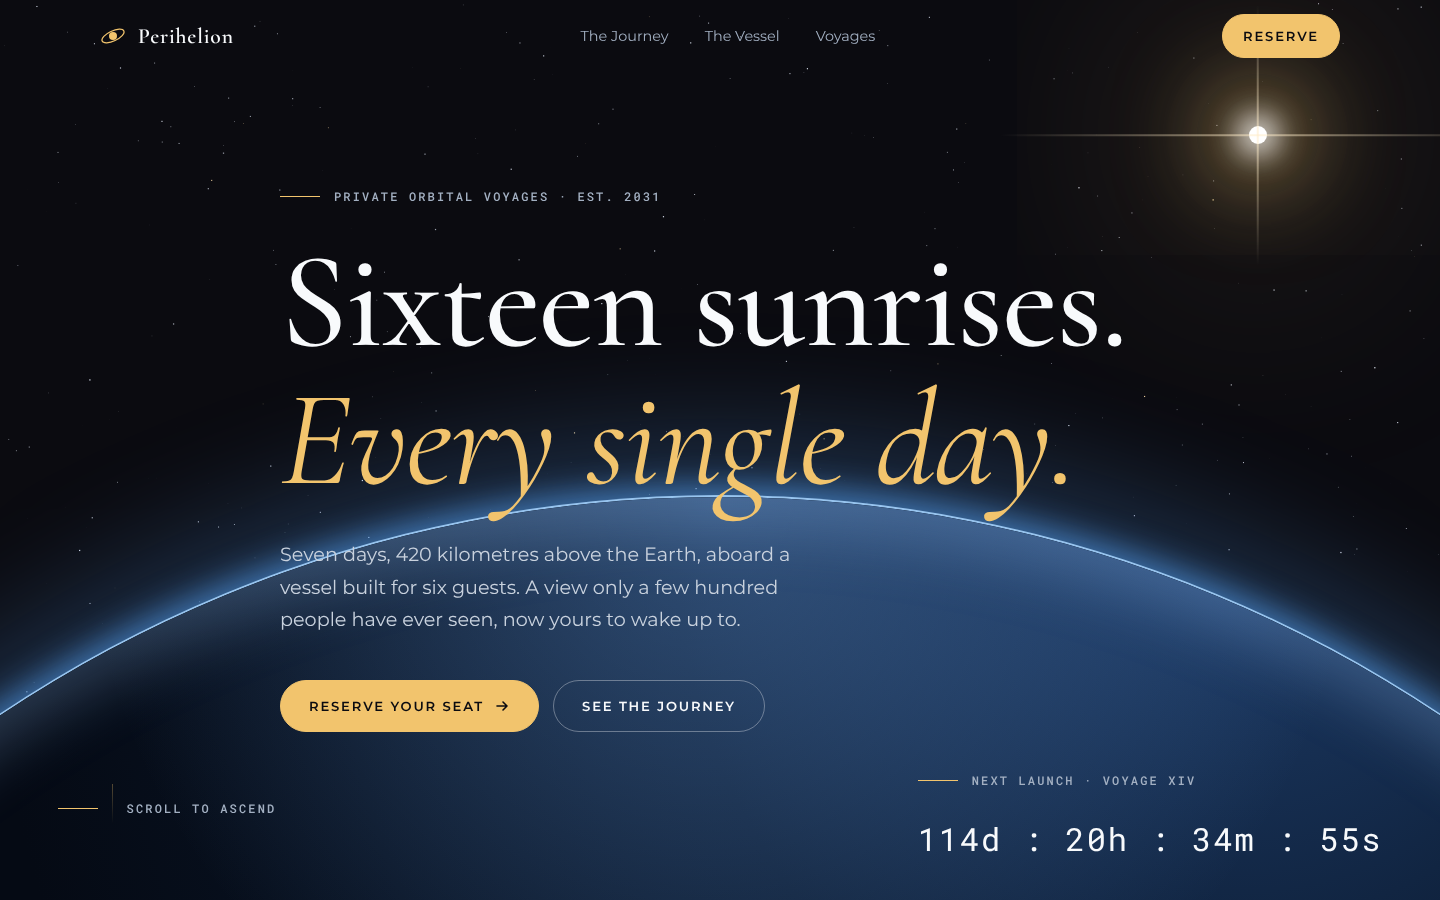 Perihelion
The Journey
The Vessel
Voyages
RESERVE
PRIVATE ORBITAL VOYAGES · EST. 2031
Sixteen sunrises.
Every single day.
Seven days, 420 kilometres above the Earth, aboard a
vessel built for six guests. A view only a few hundred
people have ever seen, now yours to wake up to.
RESERVE YOUR SEAT →
SEE THE JOURNEY
SCROLL TO ASCEND
NEXT LAUNCH · VOYAGE XIV
114d : 20h : 34m : 55s